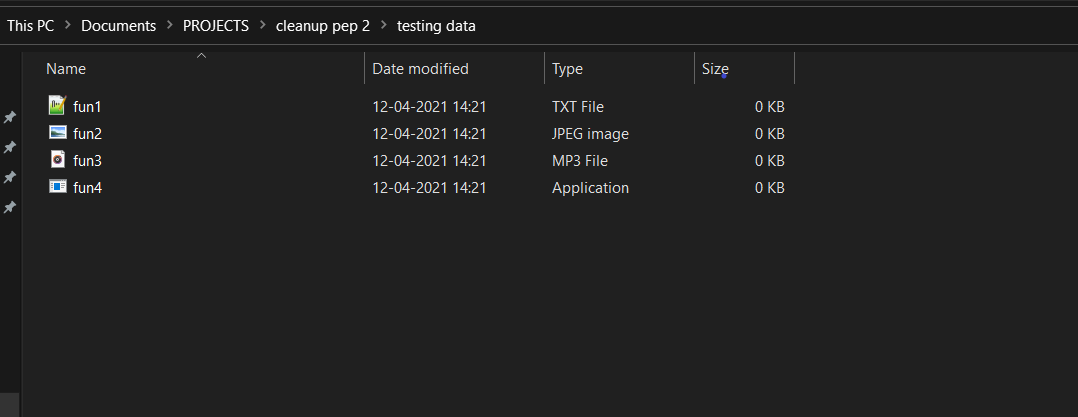 This PC > Documents > PROJECTS > cleanup pep 2 > testing data
Name Date modified Type Size
fun1 12-04-2021 14:21 TXT File 0 KB
fun2 12-04-2021 14:21 JPEG image 0 KB
fun3 12-04-2021 14:21 MP3 File 0 KB
fun4 12-04-2021 14:21 Application 0 KB